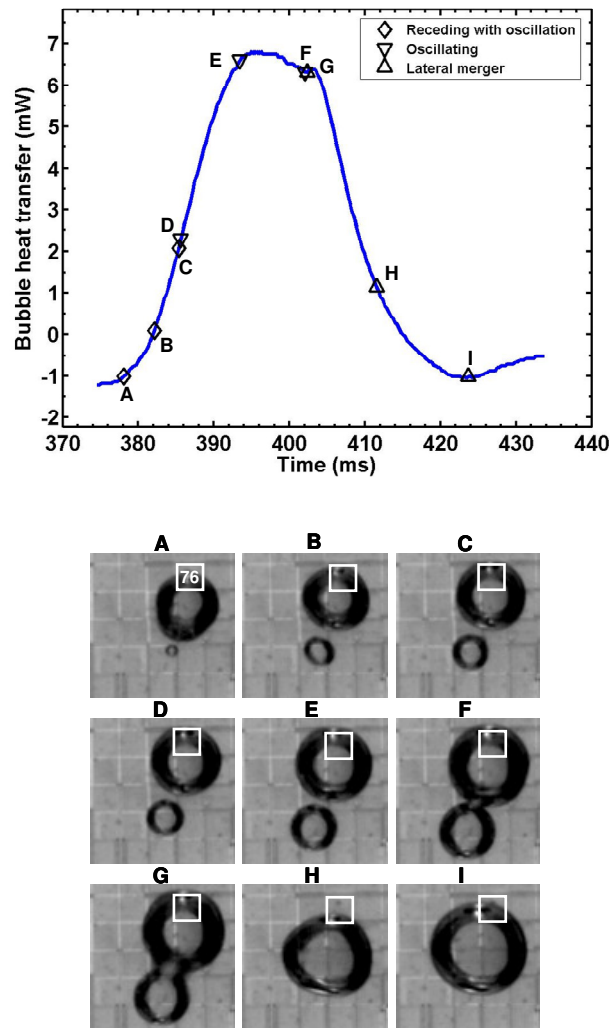 7
6
5
4
3
2
1
0
-1
-2
Bubble heat transfer (mW)
Receding with oscillation
Oscillating
Lateral merger
E
F
G
D
C
B
A
H
I
370 380 390 400 410 420 430 440
Time (ms)
A B C
76
D E F
G H I